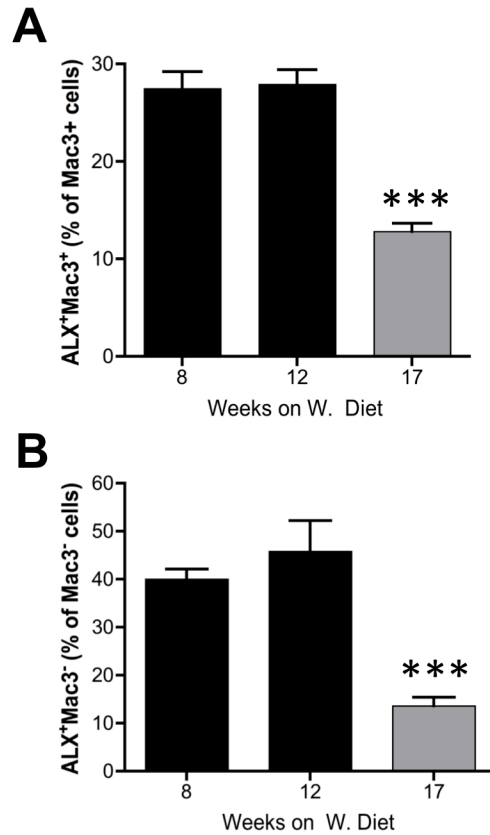 A
ALX⁺Mac3⁺ (% of Mac3+ cells)
30
20
10
0
***
8 12 17
Weeks on W. Diet
B
ALX⁺Mac3⁻ (% of Mac3⁻ cells)
60
50
40
30
20
10
0
***
8 12 17
Weeks on W. Diet